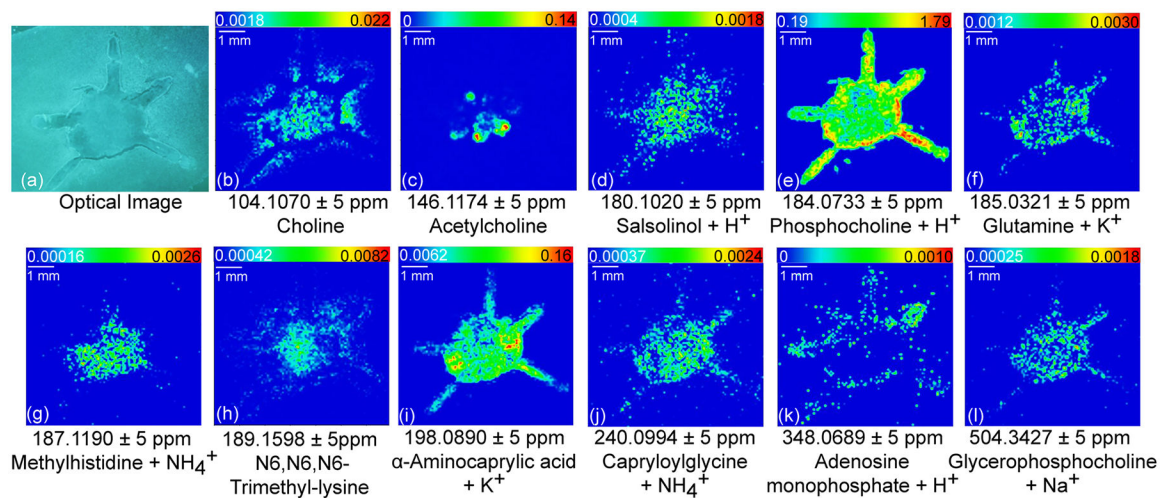 0.0018 0.022
1 mm
0 0.14
1 mm
0.0004 0.0018
1 mm
0.19 1.79
1 mm
0.0012 0.0030
1 mm
(a)
(b)
(c)
(d)
(e)
(f)
Optical Image
104.1070 ± 5 ppm
Choline
146.1174 ± 5 ppm
Acetylcholine
180.1020 ± 5 ppm
Salsolinol + H⁺
184.0733 ± 5 ppm
Phosphocholine + H⁺
185.0321 ± 5 ppm
Glutamine + K⁺
0.00016 0.0026
1 mm
0.00042 0.0082
1 mm
0.0062 0.16
1 mm
0.00037 0.0024
1 mm
0 0.0010
1 mm
0.00025 0.0018
1 mm
(g)
(h)
(i)
(j)
(k)
(l)
187.1190 ± 5 ppm
Methylhistidine + NH₄⁺
189.1598 ± 5ppm
N6,N6,N6-
Trimethyl-lysine
198.0890 ± 5 ppm
α-Aminocaprylic acid
+ K⁺
240.0994 ± 5 ppm
Capryloylglycine
+ NH₄⁺
348.0689 ± 5 ppm
Adenosine
monophosphate + H⁺
504.3427 ± 5 ppm
Glycerophosphocholine
+ Na⁺